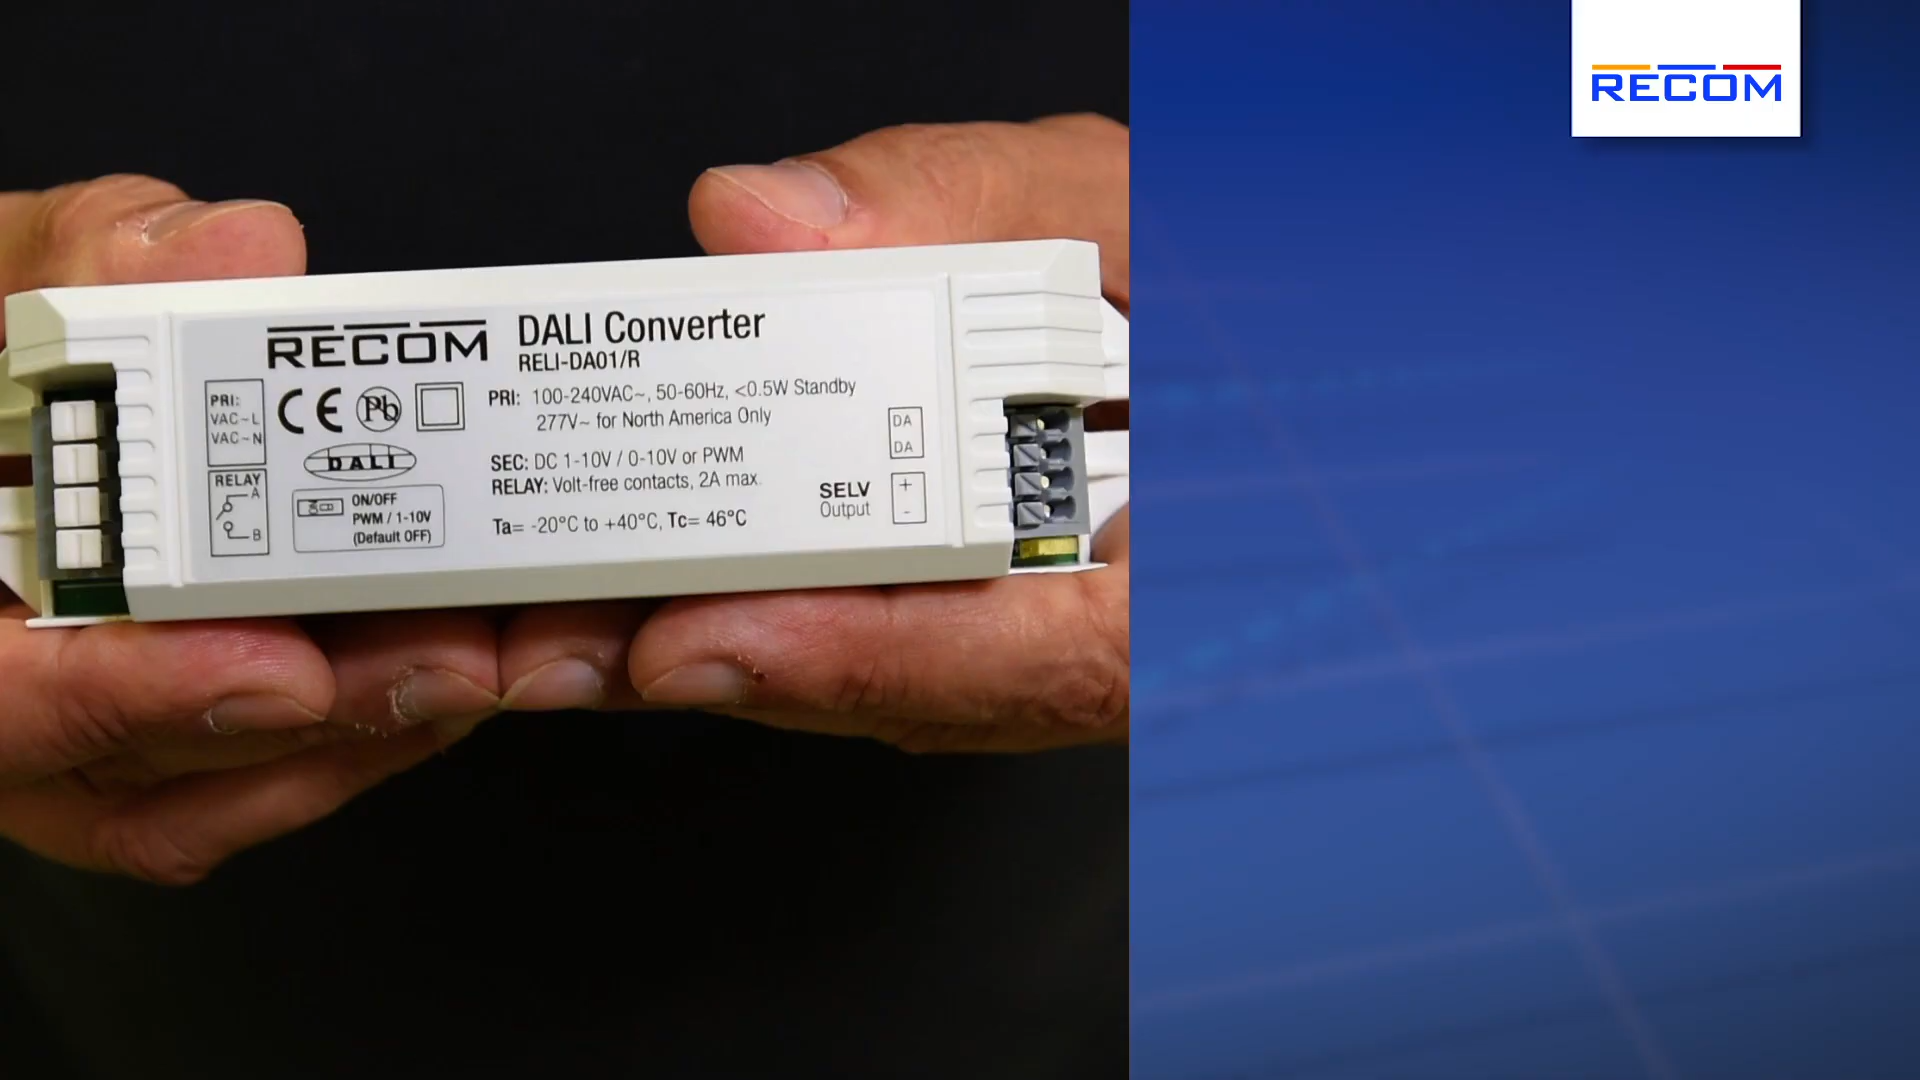 RECOM
RECOM
DALI Converter
RELI-DA01/R
PRI:
VAC~L
VAC~N
CE
Pb
PRI: 100-240VAC~, 50-60Hz, <0.5W Standby
277V~ for North America Only
DALI
SEC: DC 1-10V / 0-10V or PWM
RELAY: Volt-free contacts, 2A max.
Ta= -20°C to +40°C, Tc= 46°C
RELAY
A
B
ON/OFF
PWM / 1-10V
(Default OFF)
DA
DA
SELV
Output
+
-